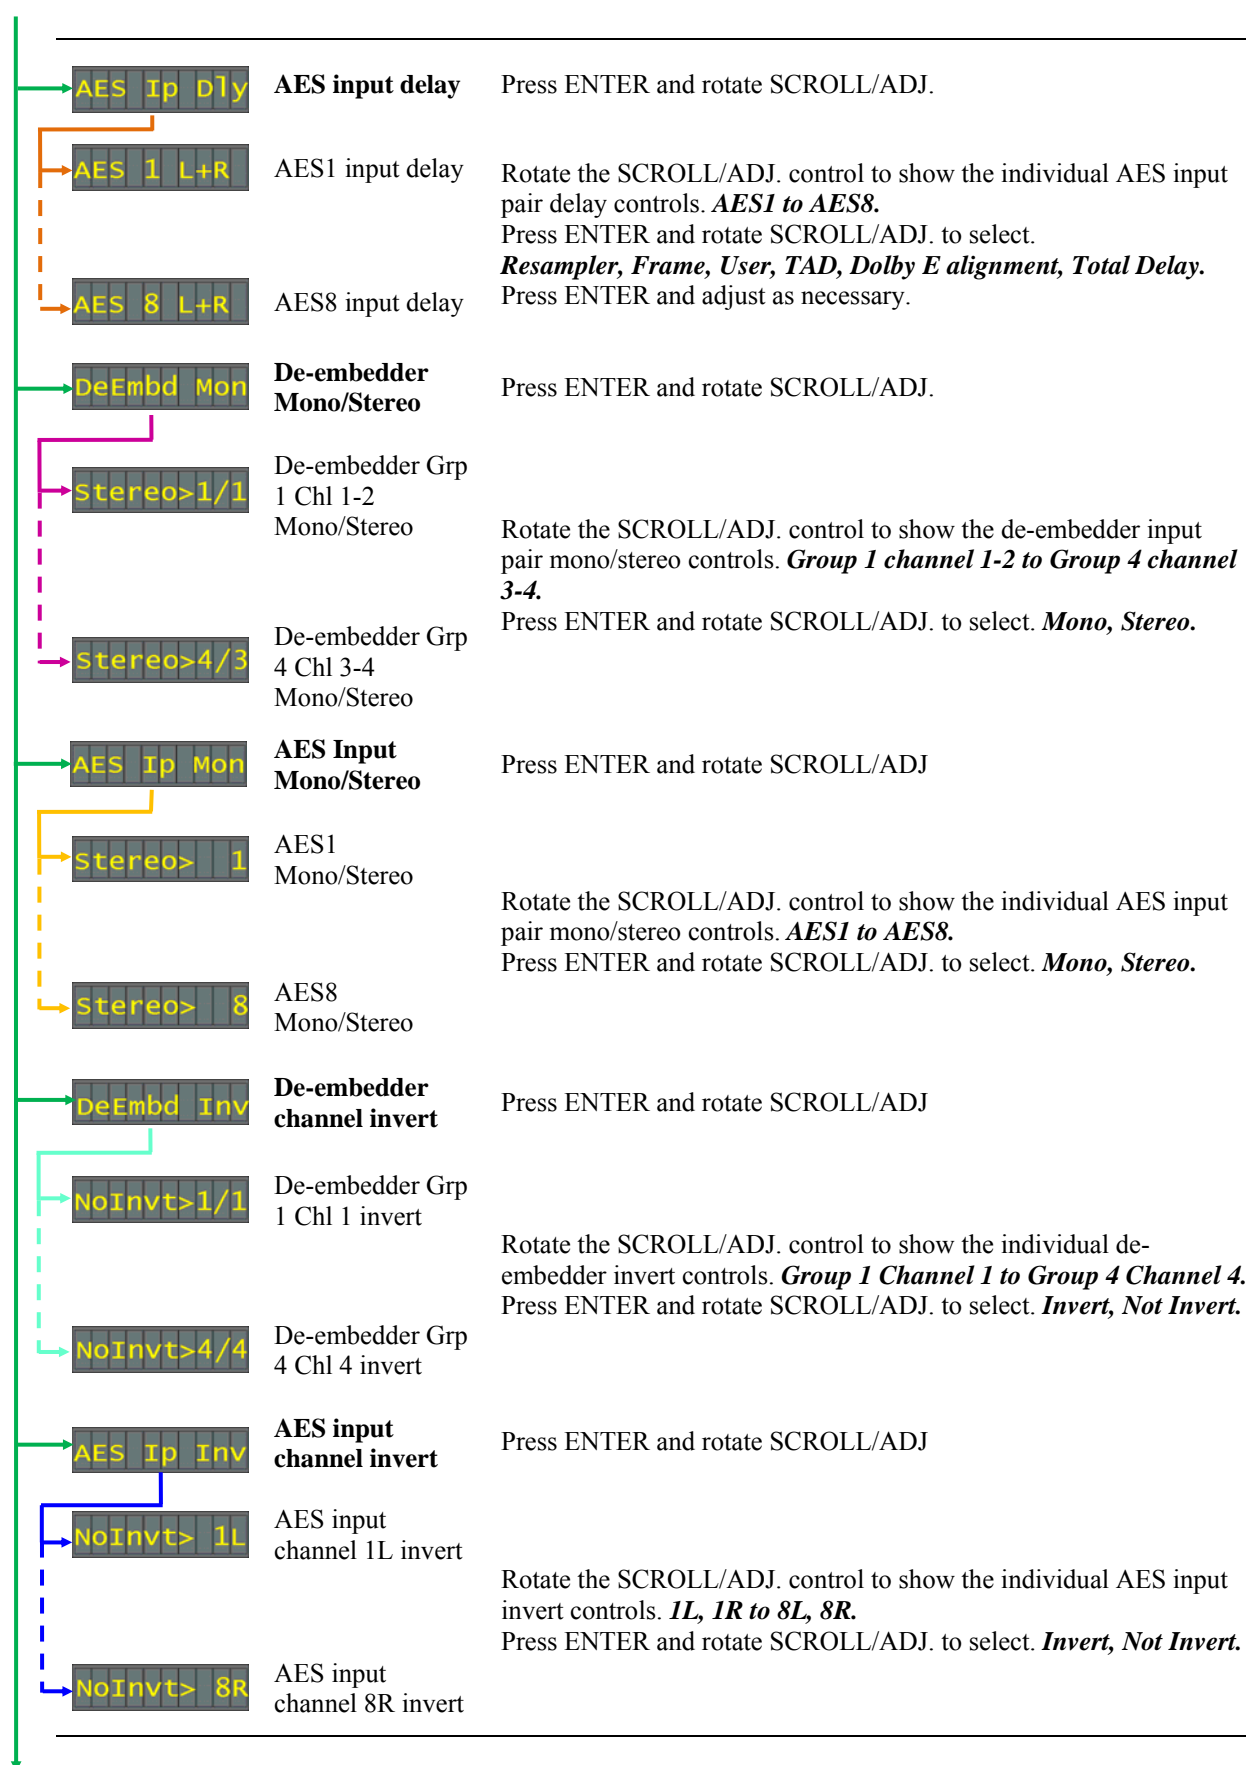 AES Ip Dly
AES input delay
Press ENTER and rotate SCROLL/ADJ.
AES 1 L+R
AES1 input delay
Rotate the SCROLL/ADJ. control to show the individual AES input
pair delay controls. AES1 to AES8.
Press ENTER and rotate SCROLL/ADJ. to select.
Resampler, Frame, User, TAD, Dolby E alignment, Total Delay.
Press ENTER and adjust as necessary.
AES 8 L+R
AES8 input delay
DeEmbd Mon
De-embedder
Mono/Stereo
Press ENTER and rotate SCROLL/ADJ.
Stereo>1/1
De-embedder Grp
1 Chl 1-2
Mono/Stereo
Rotate the SCROLL/ADJ. control to show the de-embedder input
pair mono/stereo controls. Group 1 channel 1-2 to Group 4 channel
3-4.
Press ENTER and rotate SCROLL/ADJ. to select. Mono, Stereo.
Stereo>4/3
De-embedder Grp
4 Chl 3-4
Mono/Stereo
AES Ip Mon
AES Input
Mono/Stereo
Press ENTER and rotate SCROLL/ADJ
Stereo> 1
AES1
Mono/Stereo
Rotate the SCROLL/ADJ. control to show the individual AES input
pair mono/stereo controls. AES1 to AES8.
Press ENTER and rotate SCROLL/ADJ. to select. Mono, Stereo.
Stereo> 8
AES8
Mono/Stereo
DeEmbd Inv
De-embedder
channel invert
Press ENTER and rotate SCROLL/ADJ
NoInvt>1/1
De-embedder Grp
1 Chl 1 invert
Rotate the SCROLL/ADJ. control to show the individual de-
embedder invert controls. Group 1 Channel 1 to Group 4 Channel 4.
Press ENTER and rotate SCROLL/ADJ. to select. Invert, Not Invert.
NoInvt>4/4
De-embedder Grp
4 Chl 4 invert
AES Ip Inv
AES input
channel invert
Press ENTER and rotate SCROLL/ADJ
NoInvt> 1L
AES input
channel 1L invert
Rotate the SCROLL/ADJ. control to show the individual AES input
invert controls. 1L, 1R to 8L, 8R.
Press ENTER and rotate SCROLL/ADJ. to select. Invert, Not Invert.
NoInvt> 8R
AES input
channel 8R invert